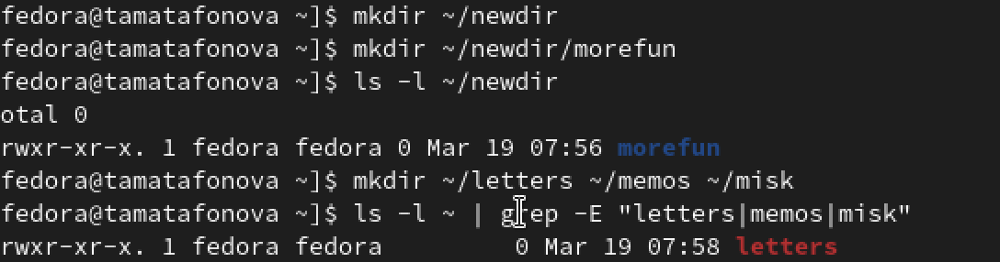 fedora@tamatafonova ~]$ mkdir ~/newdir
fedora@tamatafonova ~]$ mkdir ~/newdir/morefun
fedora@tamatafonova ~]$ ls -l ~/newdir
otal 0
rwxr-xr-x. 1 fedora fedora 0 Mar 19 07:56 morefun
fedora@tamatafonova ~]$ mkdir ~/letters ~/memos ~/misk
fedora@tamatafonova ~]$ ls -l ~ | grep -E "letters|memos|misk"
rwxr-xr-x. 1 fedora fedora         0 Mar 19 07:58 letters